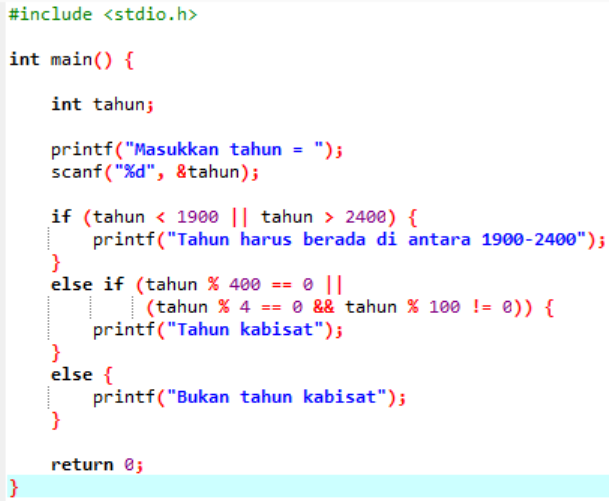 #include <stdio.h>
int main() {
int tahun;
printf("Masukkan tahun = ");
scanf("%d", &tahun);
if (tahun < 1900 || tahun > 2400) {
printf("Tahun harus berada di antara 1900-2400");
}
else if (tahun % 400 == 0 ||
(tahun % 4 == 0 && tahun % 100 != 0)) {
printf("Tahun kabisat");
}
else {
printf("Bukan tahun kabisat");
}
return 0;
}